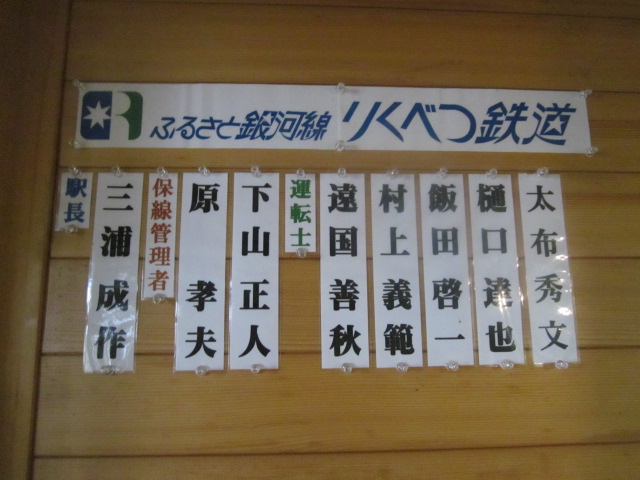 ふるさと銀河線 りくべつ鉄道
駅長
三浦成作
保線管理者
原 孝夫
下山正人
運転士
遠国善秋
村上義範
飯田啓一
樋口達也
太布秀文